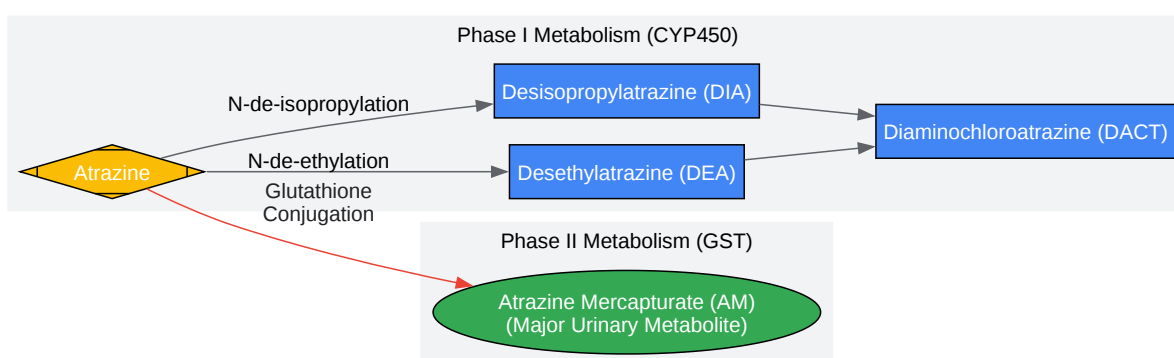 Phase I Metabolism (CYP450)
N-de-isopropylation
Desisopropylatrazine (DIA)
Diaminochloroatrazine (DACT)
Atrazine
N-de-ethylation
Desethylatrazine (DEA)
Glutathione
Conjugation
Phase II Metabolism (GST)
Atrazine Mercapturate (AM)
(Major Urinary Metabolite)